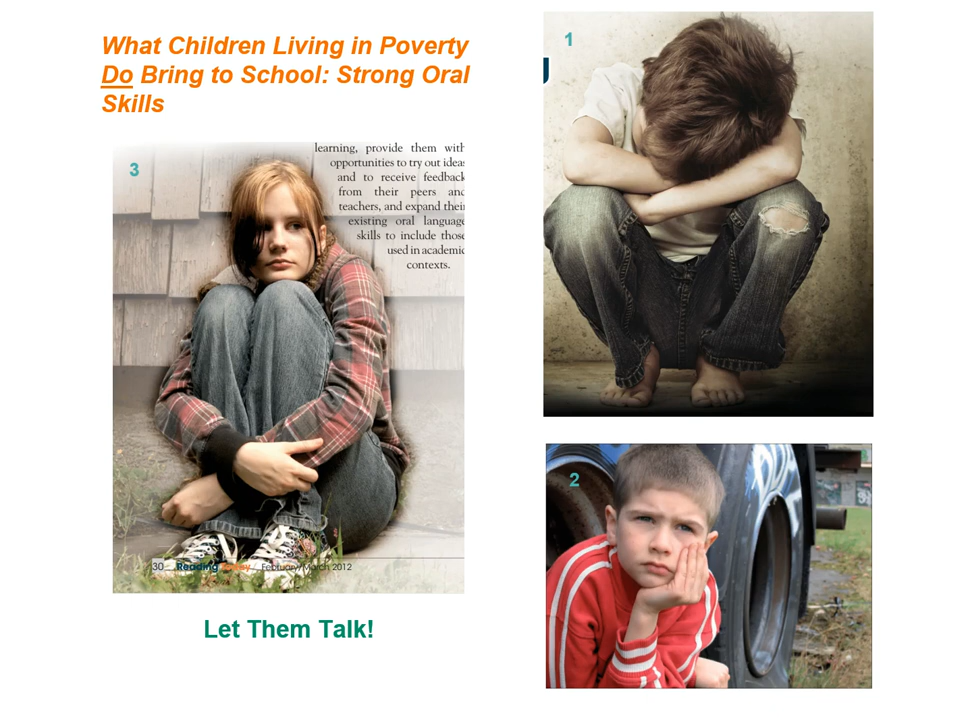 What Children Living in Poverty
Do Bring to School: Strong Oral
Skills
1
3
learning, provide them with
opportunities to try out ideas
and to receive feedback
from their peers and
teachers, and expand their
existing oral language
skills to include those
used in academic
contexts.
2
30 Reading Today / February/March 2012
Let Them Talk!